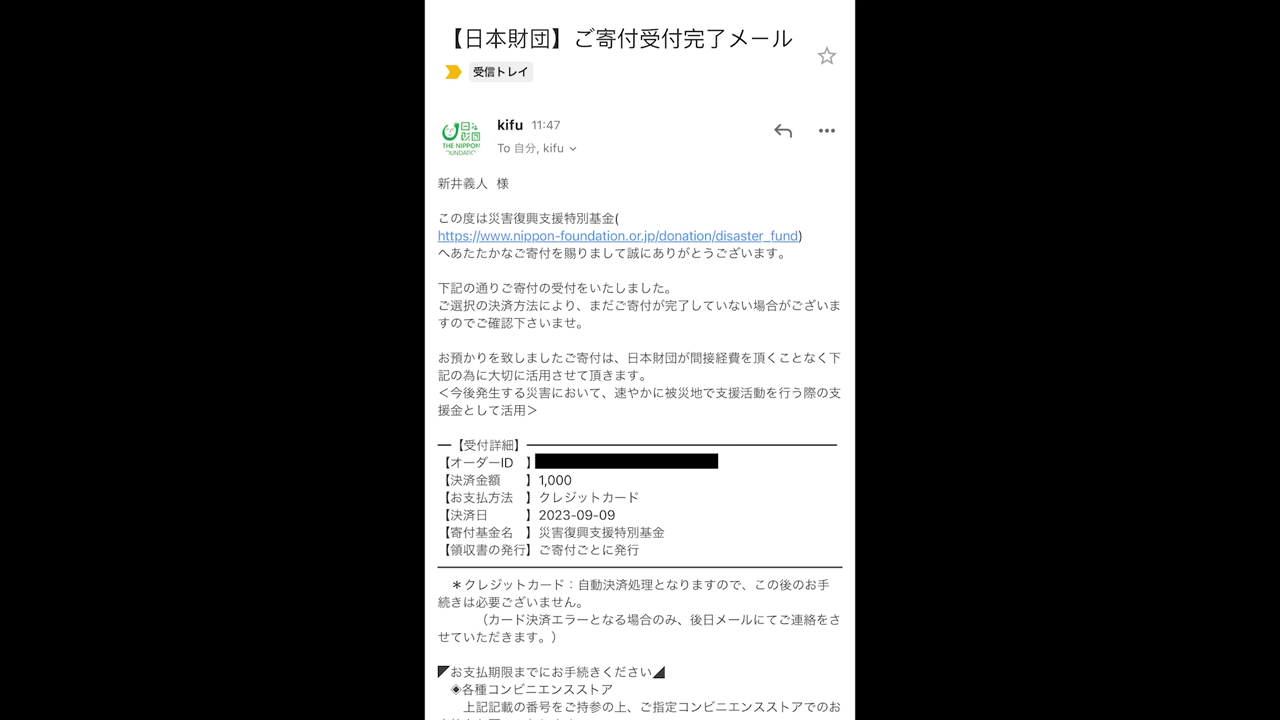 【日本財団】ご寄付受付完了メール
受信トレイ
kifu 11:47
To 自分, kifu
日本財団
THE NIPPON
新井義人 様
この度は災害復興支援特別基金(
https://www.nippon-foundation.or.jp/donation/disaster_fund)
へあたたかなご寄付を賜りまして誠にありがとうございます。
下記の通りご寄付の受付をいたしました。
ご選択の決済方法により、まだご寄付が完了していない場合がございま
すのでご確認下さいませ。
お預かりを致しましたご寄付は、日本財団が間接経費を頂くことなく下
記の為に大切に活用させて頂きます。
＜今後発生する災害において、速やかに被災地で支援活動を行う際の支
援金として活用＞
━【受付詳細】━━━━━━━━━━━━━━━━━━
【オーダーID 】
【決済金額 】1,000
【お支払方法 】クレジットカード
【決済日 】2023-09-09
【寄付基金名 】災害復興支援特別基金
【領収書の発行】ご寄付ごとに発行
＊クレジットカード：自動決済処理となりますので、この後のお手
続きは必要ございません。
（カード決済エラーとなる場合のみ、後日メールにてご連絡をさ
せていただきます。）
◤お支払期限までにお手続きください◢
◈各種コンビニエンスストア
上記記載の番号をご持参の上、ご指定コンビニエンスストアでのお